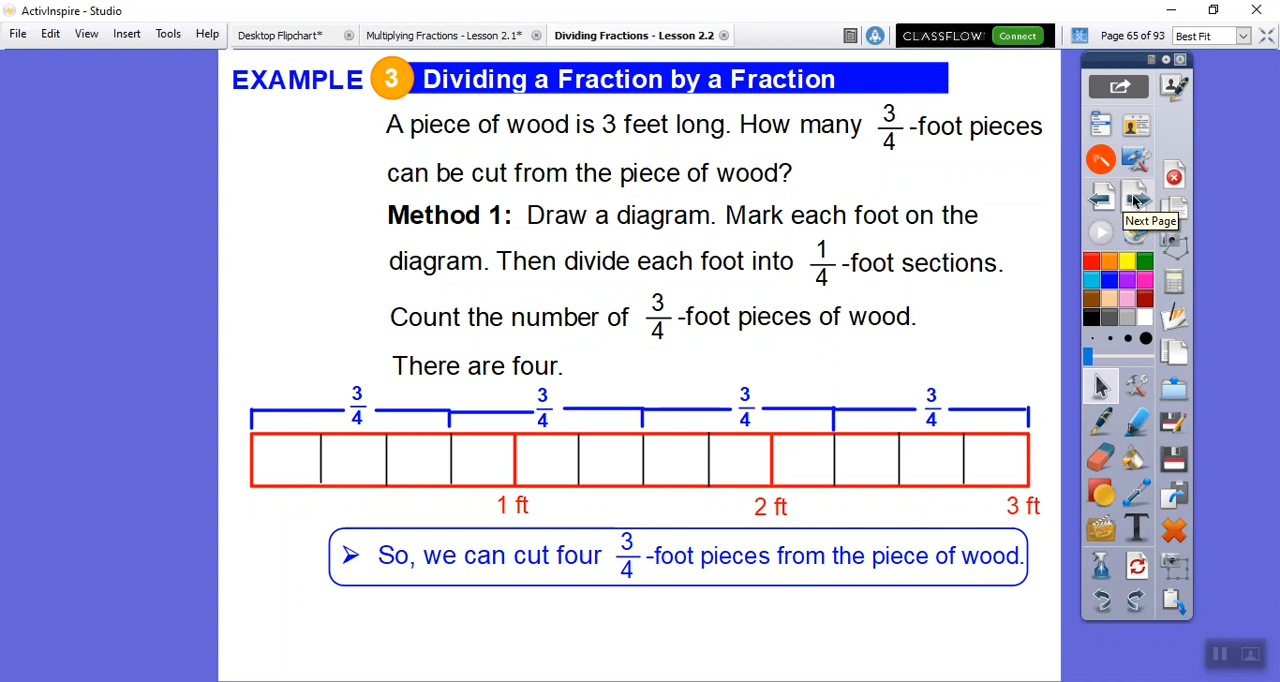 ActivInspire - Studio
File Edit View Insert Tools Help
Desktop Flipchart*
Multiplying Fractions - Lesson 2.1*
Dividing Fractions - Lesson 2.2
CLASSFLOW Connect
Page 65 of 93
Best Fit
EXAMPLE 3 Dividing a Fraction by a Fraction
A piece of wood is 3 feet long. How many 3/4 -foot pieces
can be cut from the piece of wood?
Method 1: Draw a diagram. Mark each foot on the
diagram. Then divide each foot into 1/4 -foot sections.
Count the number of 3/4 -foot pieces of wood.
There are four.
3/4 3/4 3/4 3/4
1 ft 2 ft 3 ft
➢ So, we can cut four 3/4 -foot pieces from the piece of wood.
Next Page
T